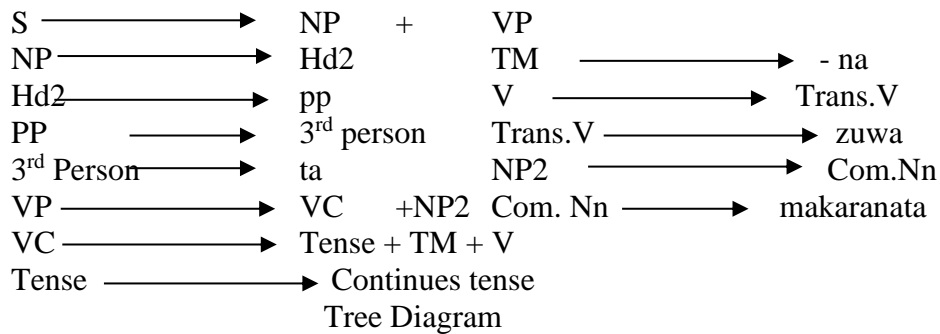 S → NP + VP
NP → Hd2 TM → - na
Hd2 → pp V → Trans.V
PP → 3rd person Trans.V → zuwa
3rd Person → ta NP2 → Com.Nn
VP → VC +NP2 Com. Nn → makaranata
VC → Tense + TM + V
Tense → Continues tense
Tree Diagram